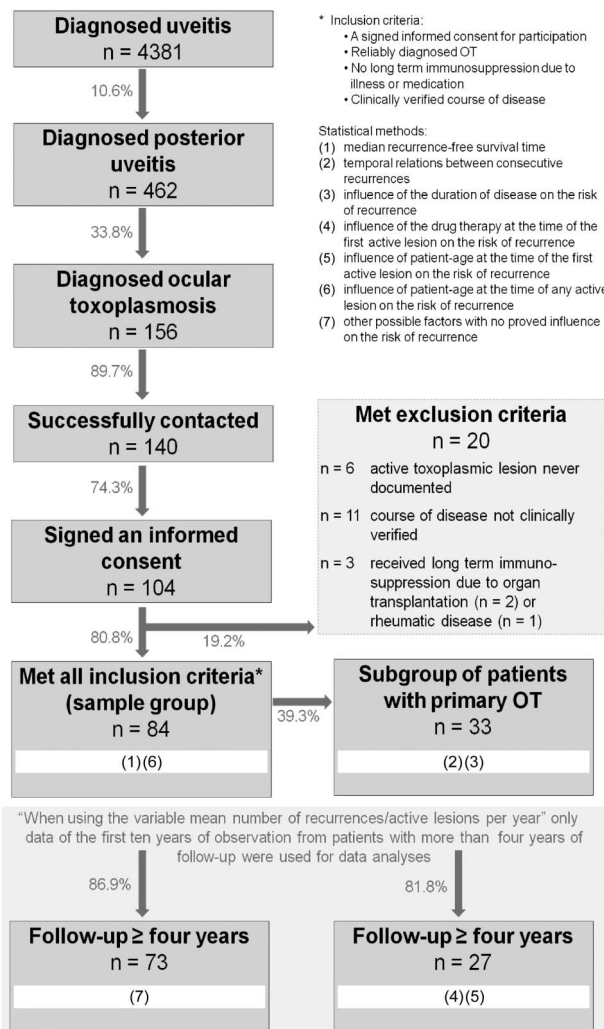 Diagnosed uveitis
n = 4381
10.6%
Diagnosed posterior
uveitis
n = 462
33.8%
Diagnosed ocular
toxoplasmosis
n = 156
89.7%
Successfully contacted
n = 140
74.3%
Signed an informed
consent
n = 104
80.8%
19.2%
* Inclusion criteria:
• A signed informed consent for participation
• Reliably diagnosed OT
• No long term immunosuppression due to
illness or medication
• Clinically verified course of disease
Statistical methods:
(1) median recurrence-free survival time
(2) temporal relations between consecutive
recurrences
(3) influence of the duration of disease on the risk
of recurrence
(4) influence of the drug therapy at the time of the
first active lesion on the risk of recurrence
(5) influence of patient-age at the time of the first
active lesion on the risk of recurrence
(6) influence of patient-age at the time of any active
lesion on the risk of recurrence
(7) other possible factors with no proved influence
on the risk of recurrence
Met exclusion criteria
n = 20
n = 6 active toxoplasmic lesion never
documented
n = 11 course of disease not clinically
verified
n = 3 received long term immuno-
suppression due to organ
transplantation (n = 2) or
rheumatic disease (n = 1)
Met all inclusion criteria*
(sample group)
n = 84
(1)(6)
39.3%
Subgroup of patients
with primary OT
n = 33
(2)(3)
"When using the variable mean number of recurrences/active lesions per year" only
data of the first ten years of observation from patients with more than four years of
follow-up were used for data analyses
86.9%
81.8%
Follow-up ≥ four years
n = 73
(7)
Follow-up ≥ four years
n = 27
(4)(5)